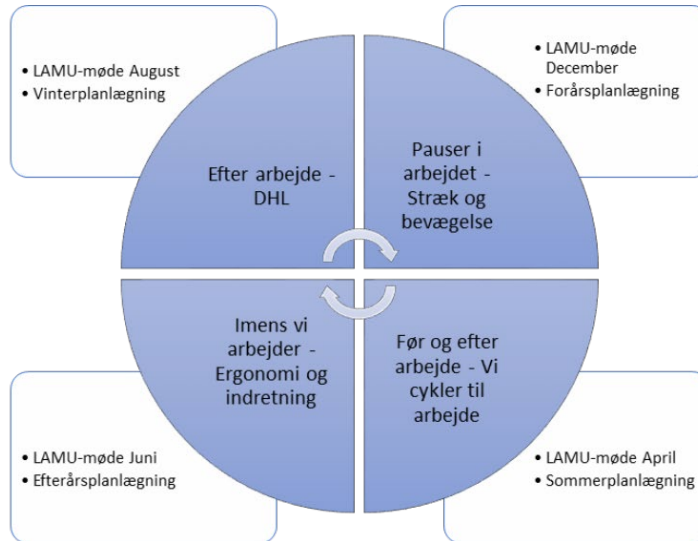 • LAMU-møde August
• Vinterplanlægning
• LAMU-møde
December
• Forårsplanlægning
Efter arbejde -
DHL
Pauser i
arbejdet -
Stræk og
bevægelse
Imens vi
arbejder -
Ergonomi og
indretning
Før og efter
arbejde - Vi
cykler til
arbejde
• LAMU-møde Juni
• Efterårsplanlægning
• LAMU-møde April
• Sommerplanlægning